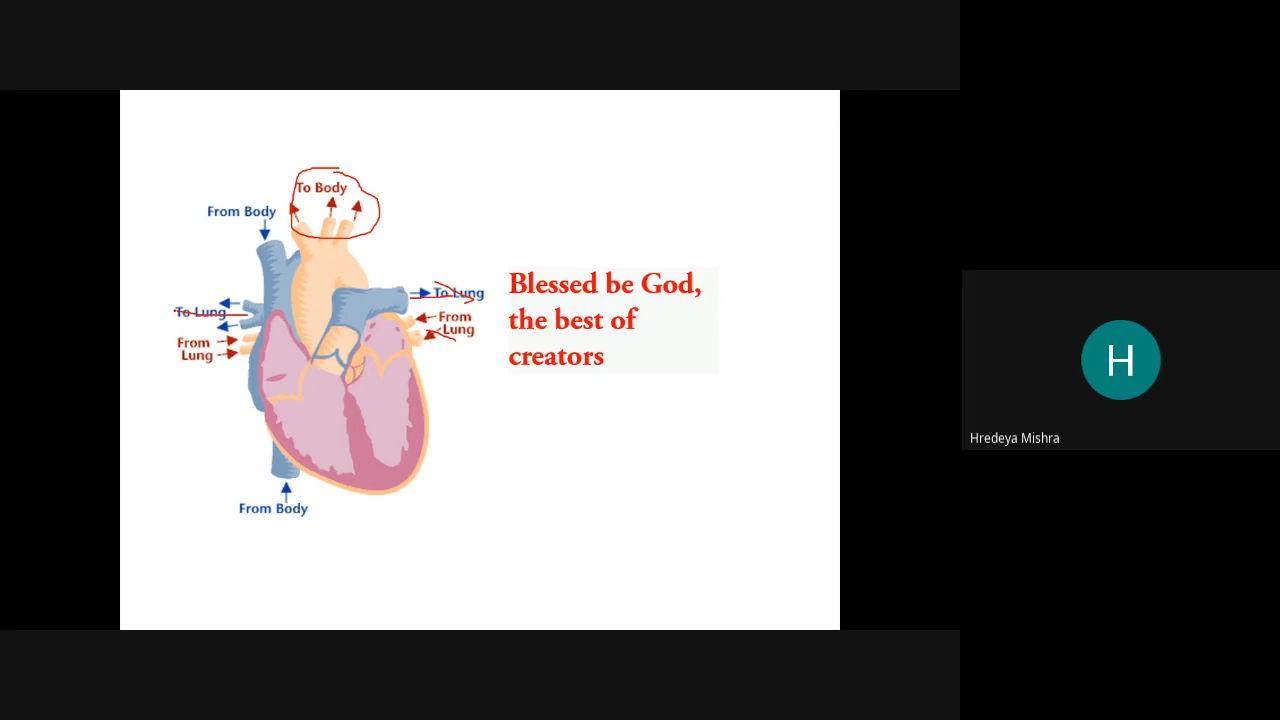 To Body
From Body
To Lung
To Lung
From
Lung
From
Lung
From Body
Blessed be God,
the best of
creators
H
Hredeya Mishra